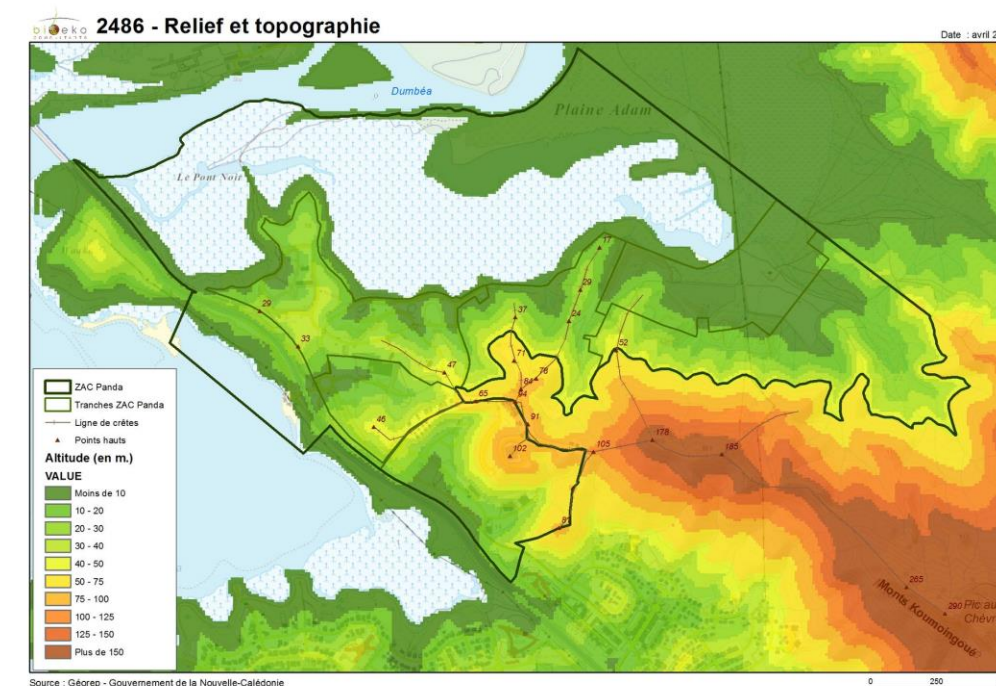 bioeko
CONSULTANTS
2486 - Relief et topographie
Date : avril 2
Dumbéa
Plaine Adam
Le Pont Noir
17
29
29
37
24
33
52
71
47
78
84
65
94
46
91
178
105
185
102
81
265
290
Pic au
Chèvr
Monts Koumoingoué
ZAC Panda
Tranches ZAC Panda
Ligne de crêtes
Points hauts
Altitude (en m.)
VALUE
Moins de 10
10 - 20
20 - 30
30 - 40
40 - 50
50 - 75
75 - 100
100 - 125
125 - 150
Plus de 150
Source : Géorep - Gouvernement de la Nouvelle-Calédonie
0 250